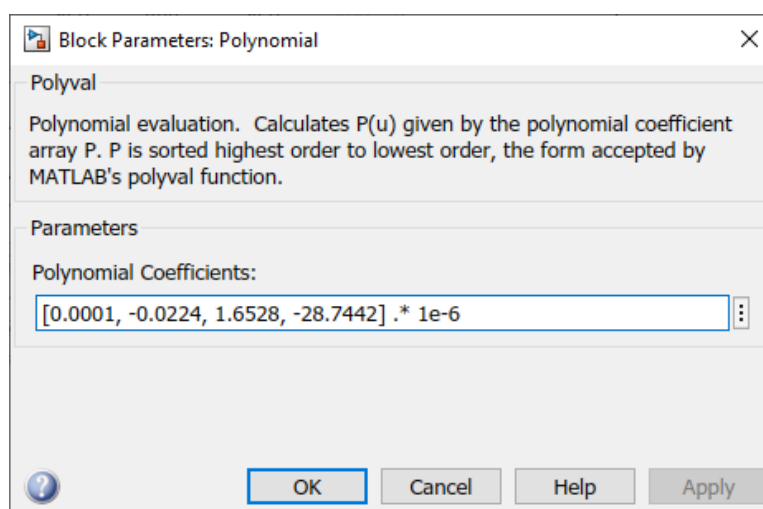 Block Parameters: Polynomial
Polyval
Polynomial evaluation. Calculates P(u) given by the polynomial coefficient
array P. P is sorted highest order to lowest order, the form accepted by
MATLAB's polyval function.
Parameters
Polynomial Coefficients:
[0.0001, -0.0224, 1.6528, -28.7442] .* 1e-6
OK Cancel Help Apply